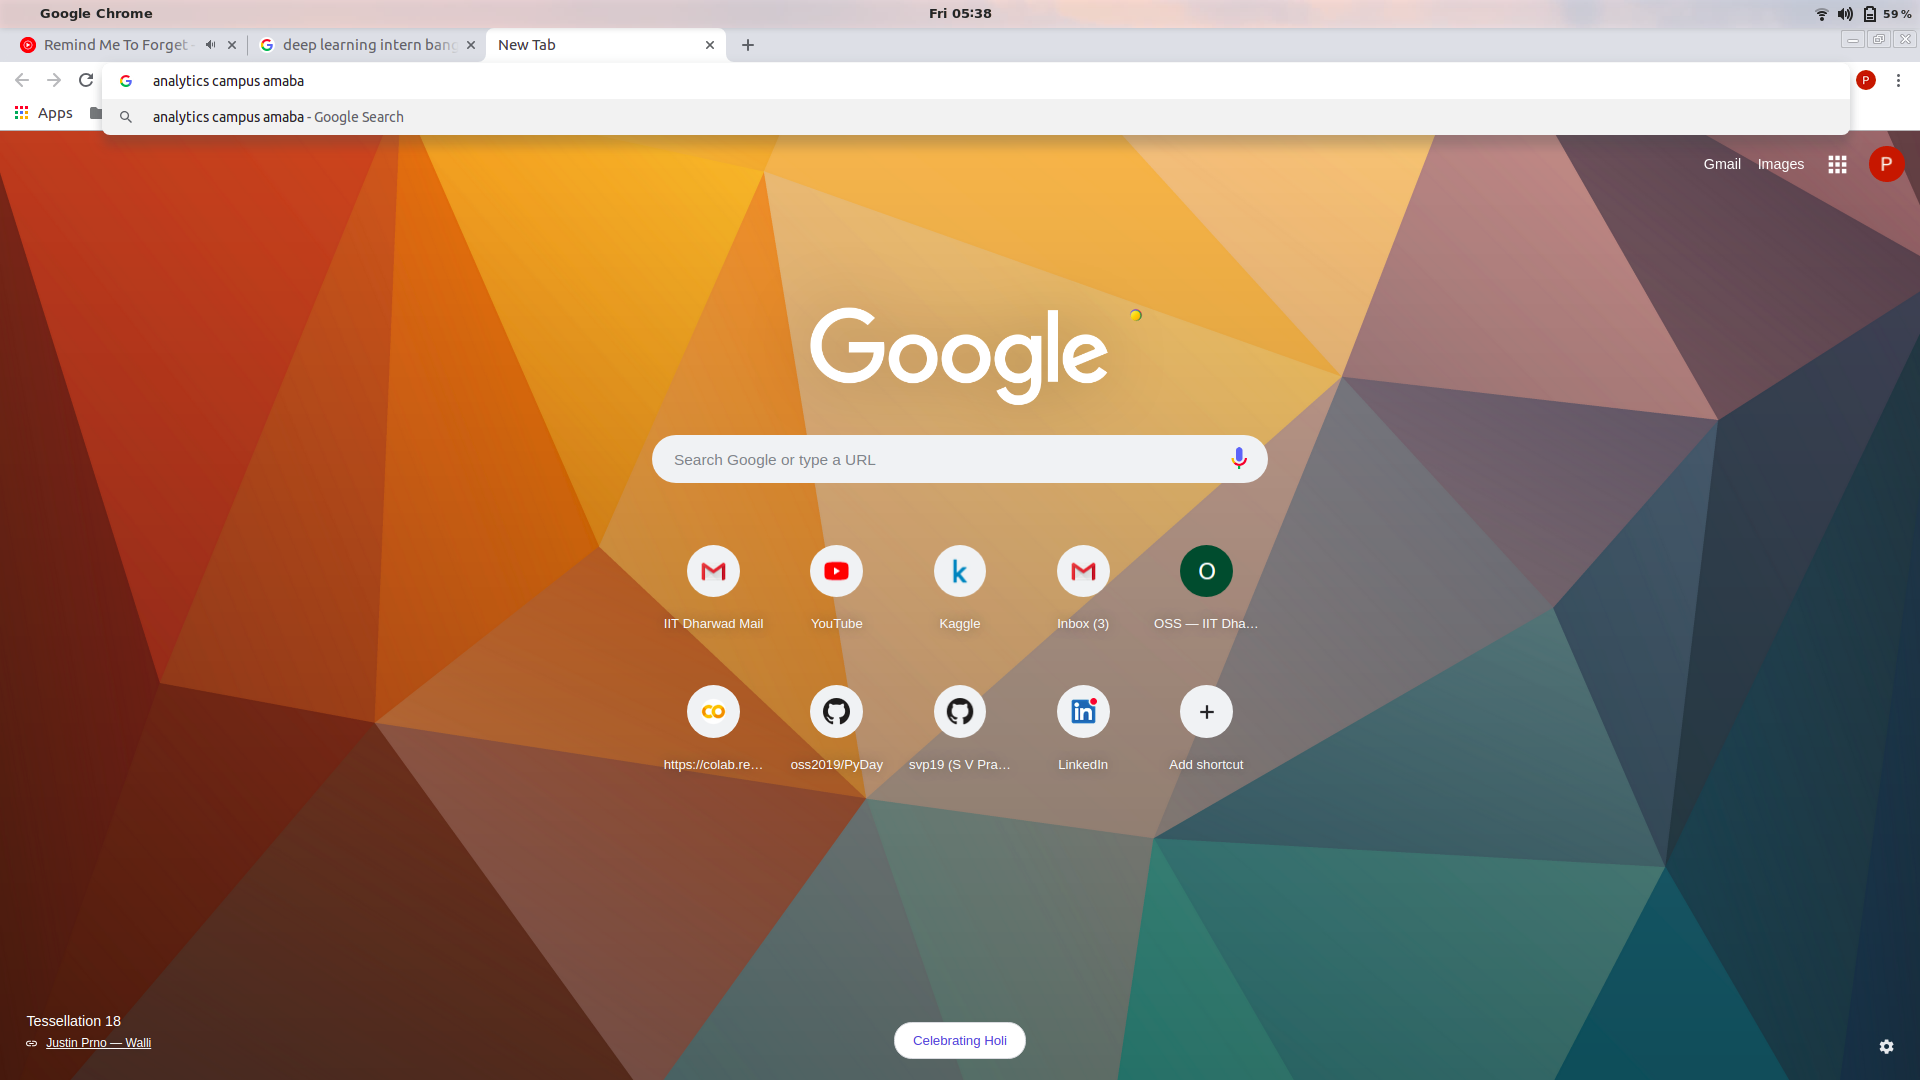 Google Chrome
Fri 05:38
59 %
Remind Me To Forget
deep learning intern bang
New Tab
analytics campus amaba
P
Apps
analytics campus amaba - Google Search
Gmail
Images
P
Google
Search Google or type a URL
IIT Dharwad Mail
YouTube
k
Kaggle
Inbox (3)
O
OSS — IIT Dha...
https://colab.re...
oss2019/PyDay
svp19 (S V Pra...
in
LinkedIn
Add shortcut
Tessellation 18
Justin Prno — Walli
Celebrating Holi